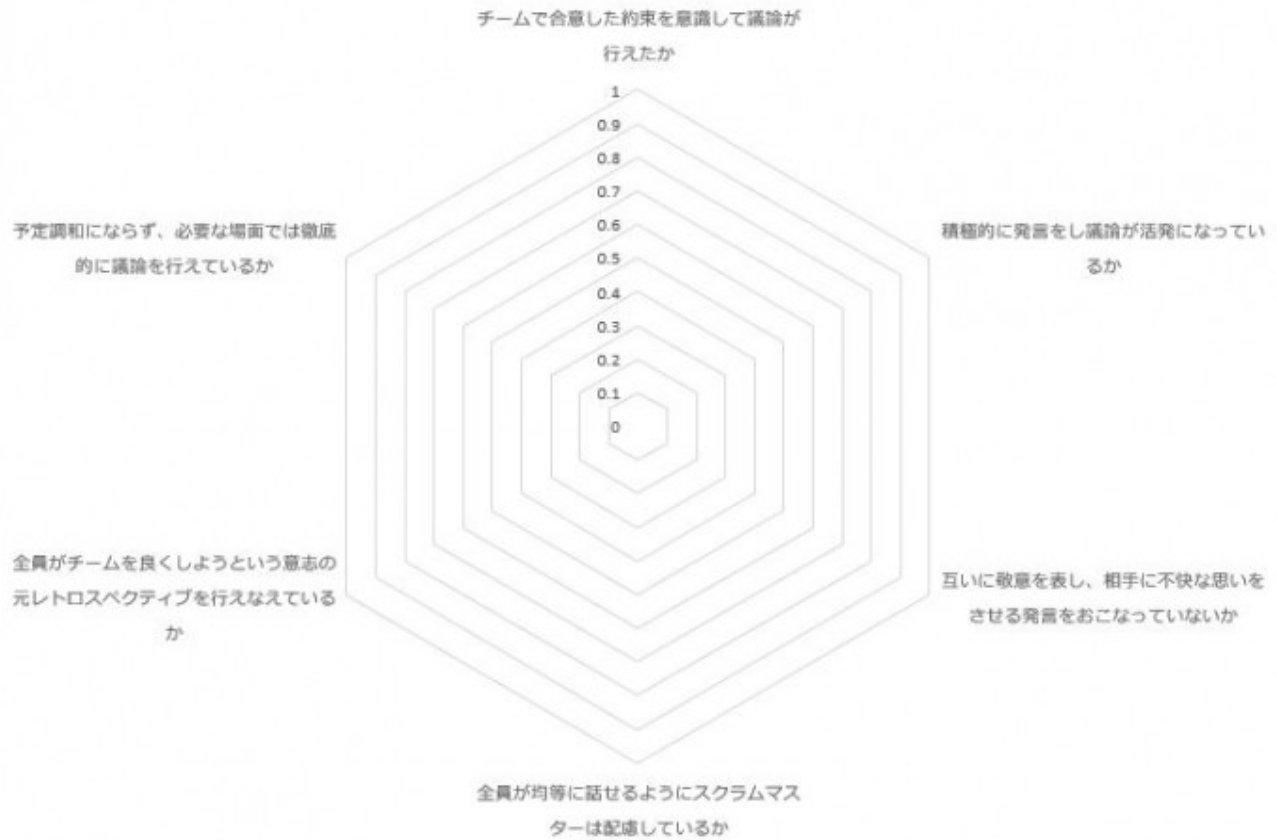 チームで合意した約束を意識して議論が
行えたか
1
0.9
0.8
0.7
0.6
0.5
0.4
0.3
0.2
0.1
0
積極的に発言をし議論が活発になってい
るか
互いに敬意を表し、相手に不快な思いを
させる発言をおこなっていないか
全員が均等に話せるようにスクラムマス
ターは配慮しているか
全員がチームを良くしようという意志の
元レトロスペクティブを行えなえている
か
予定調和にならず、必要な場面では徹底
的に議論を行えているか